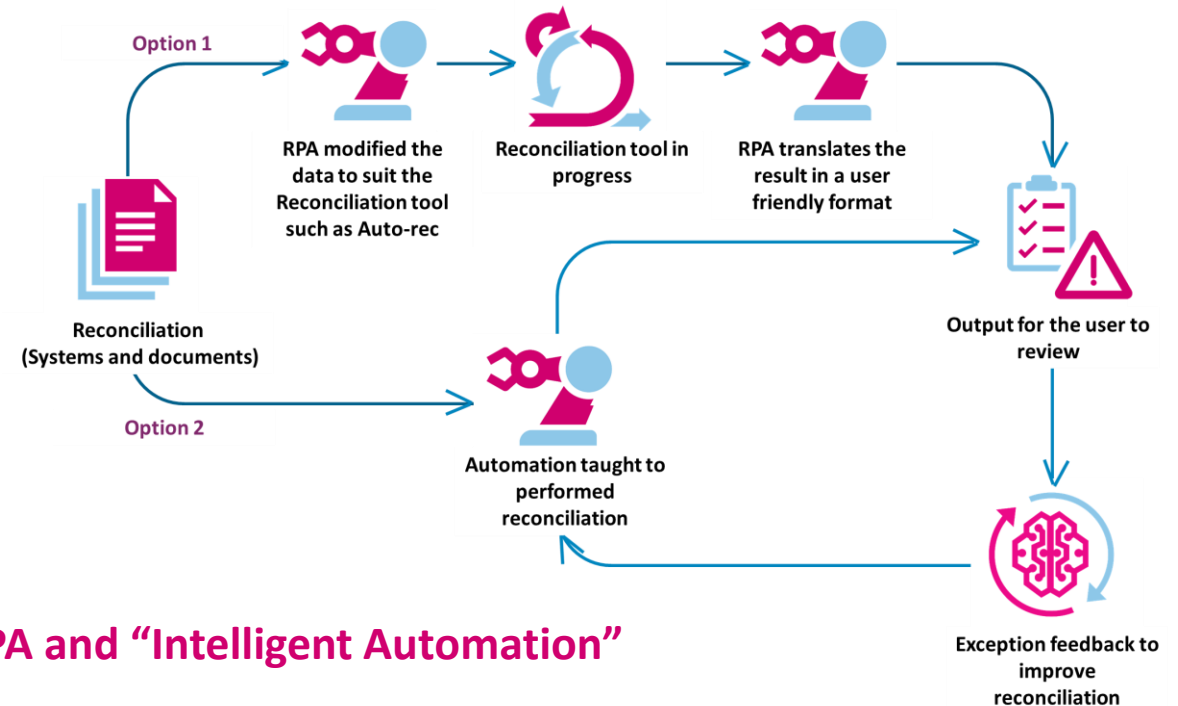 Option 1
RPA modified the
data to suit the
Reconciliation tool
such as Auto-rec
Reconciliation tool in
progress
RPA translates the
result in a user
friendly format
Reconciliation
(Systems and documents)
Output for the user to
review
Option 2
Automation taught to
performed
reconciliation
Exception feedback to
improve
reconciliation
PA and “Intelligent Automation”